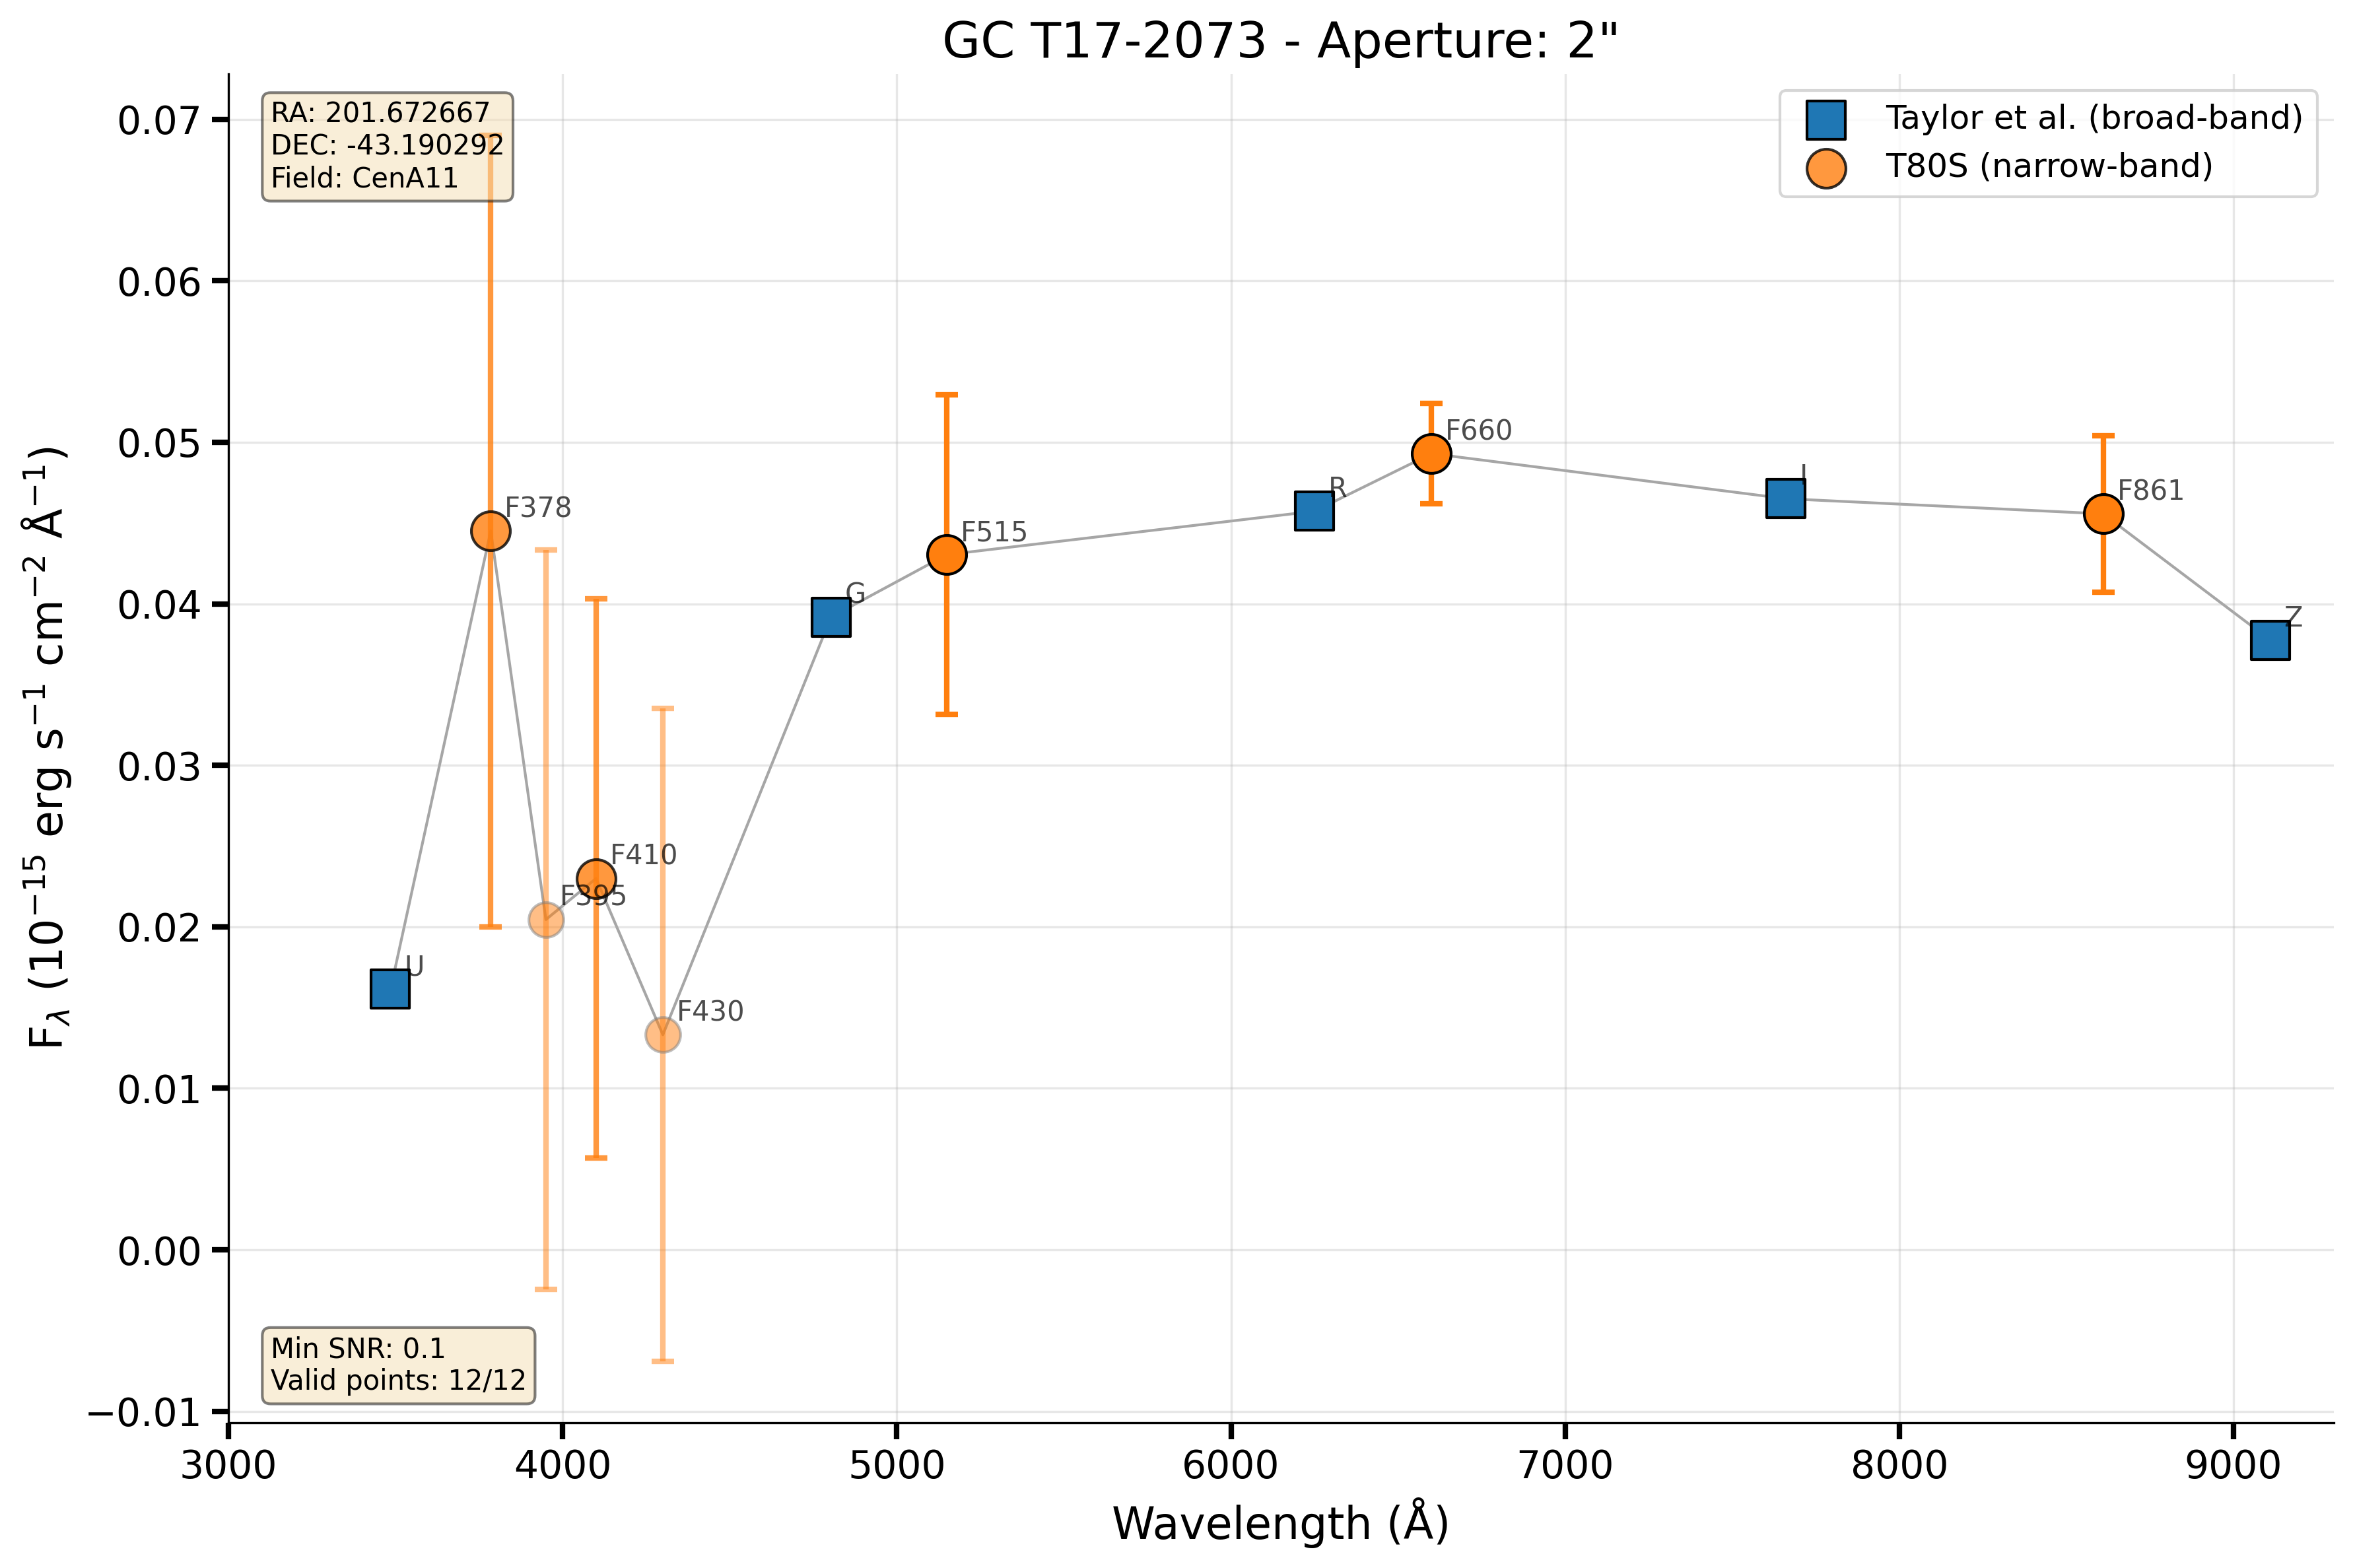 GC T17-2073 - Aperture: 2"
RA: 201.672667
DEC: -43.190292
Field: CenA11
Taylor et al. (broad-band)
T80S (narrow-band)
0.07
0.06
0.05
0.04
0.03
0.02
0.01
0.00
−0.01
F_λ (10⁻¹⁵ erg s⁻¹ cm⁻² Å⁻¹)
U
F378
F395
F410
F430
G
F515
R
F660
I
F861
Z
Min SNR: 0.1
Valid points: 12/12
3000 4000 5000 6000 7000 8000 9000
Wavelength (Å)